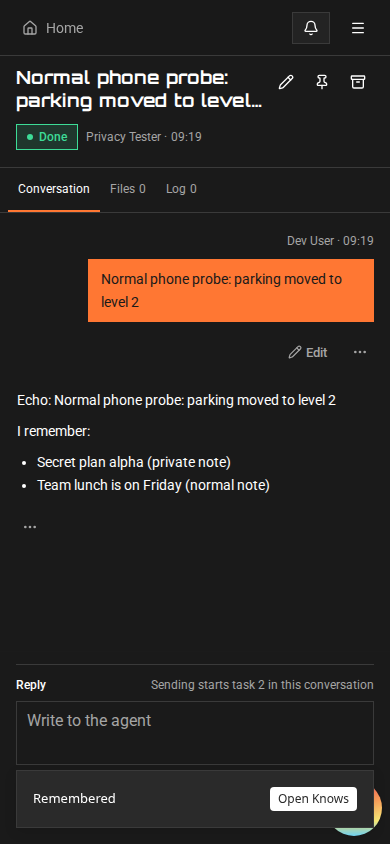 Home
Normal phone probe:
parking moved to level...
Done
Privacy Tester · 09:19
Conversation
Files 0
Log 0
Dev User · 09:19
Normal phone probe: parking moved to
level 2
Edit
Echo: Normal phone probe: parking moved to level 2
I remember:
• Secret plan alpha (private note)
• Team lunch is on Friday (normal note)
Reply
Sending starts task 2 in this conversation
Write to the agent
Remembered
Open Knows